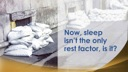 Now, sleep
isn't the only
rest factor, is it?